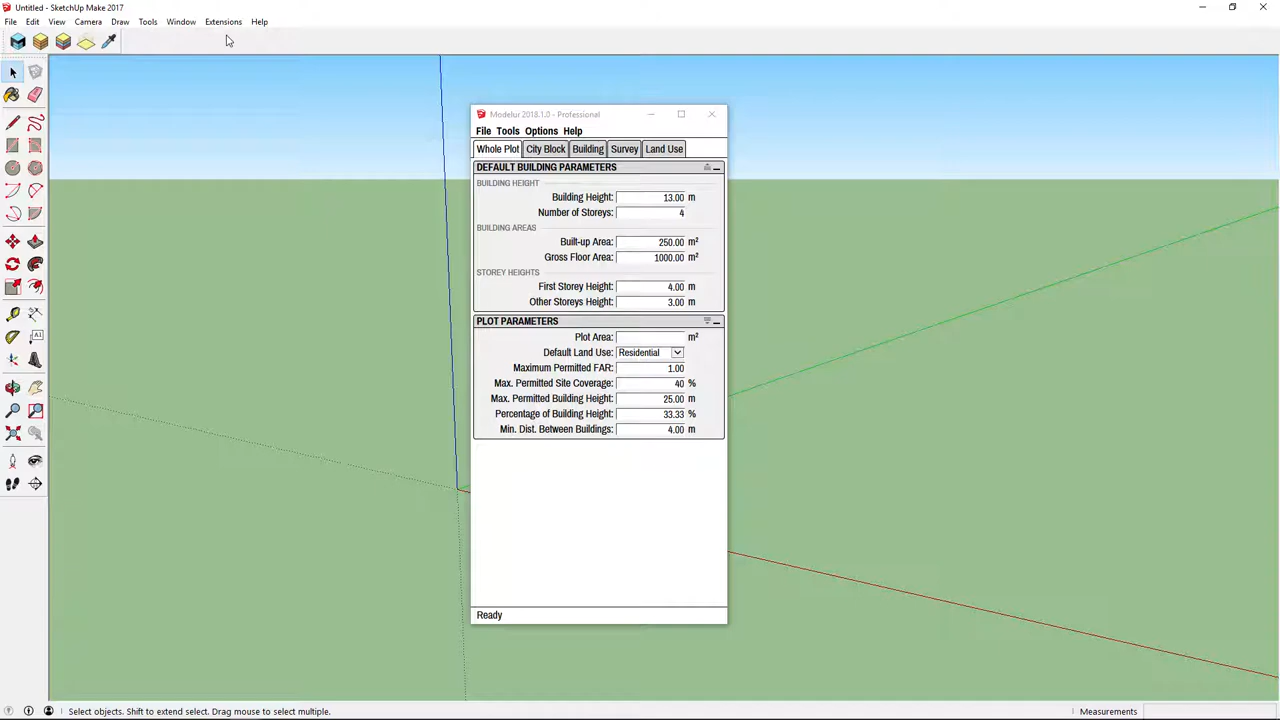 Untitled - SketchUp Make 2017
File Edit View Camera Draw Tools Window Extensions Help
Modelur 2018.1.0 - Professional
File Tools Options Help
Whole Plot City Block Building Survey Land Use
DEFAULT BUILDING PARAMETERS
BUILDING HEIGHT
Building Height: 13.00 m
Number of Storeys: 4
BUILDING AREAS
Built-up Area: 250.00 m²
Gross Floor Area: 1000.00 m²
STOREY HEIGHTS
First Storey Height: 4.00 m
Other Storeys Height: 3.00 m
PLOT PARAMETERS
Plot Area: m²
Default Land Use: Residential
Maximum Permitted FAR: 1.00
Max. Permitted Site Coverage: 40 %
Max. Permitted Building Height: 25.00 m
Percentage of Building Height: 33.33 %
Min. Dist. Between Buildings: 4.00 m
Ready
Select objects. Shift to extend select. Drag mouse to select multiple. Measurements